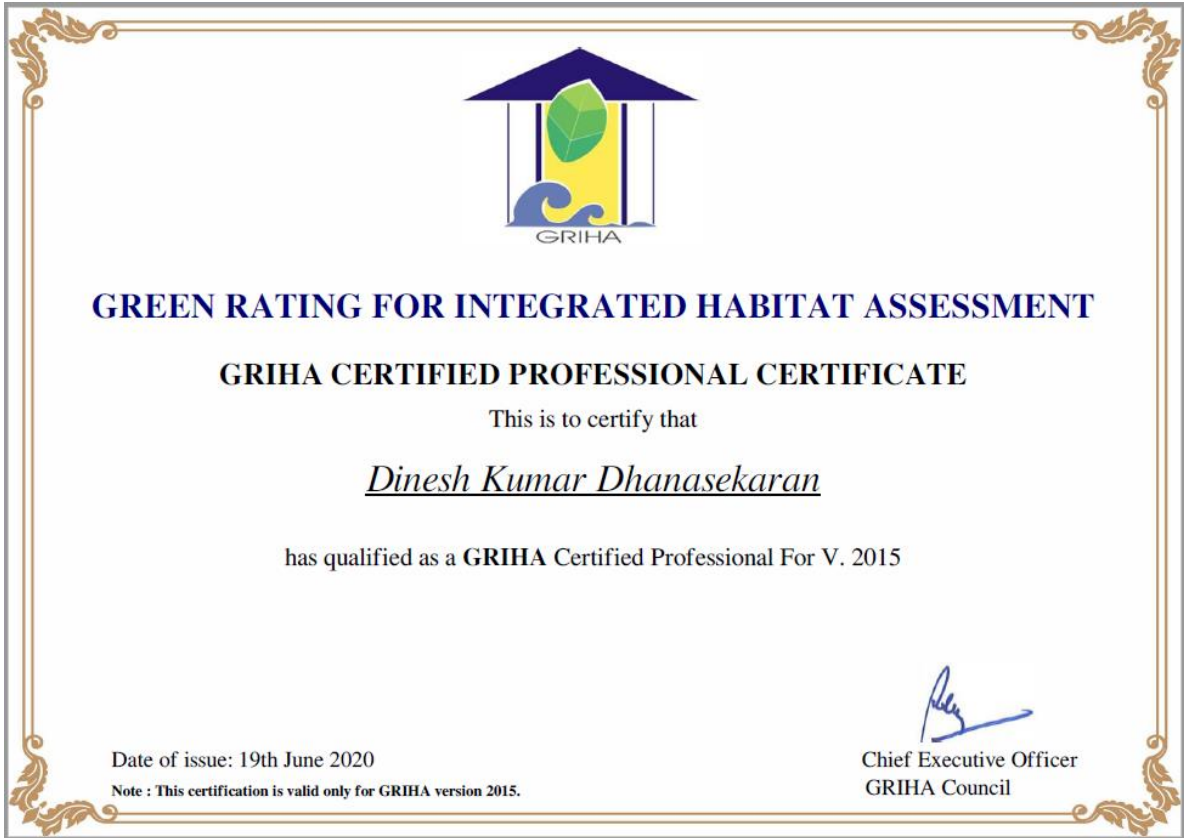 GRIHA
GREEN RATING FOR INTEGRATED HABITAT ASSESSMENT
GRIHA CERTIFIED PROFESSIONAL CERTIFICATE
This is to certify that
Dinesh Kumar Dhanasekaran
has qualified as a GRIHA Certified Professional For V. 2015
Date of issue: 19th June 2020
Note : This certification is valid only for GRIHA version 2015.
Chief Executive Officer
GRIHA Council